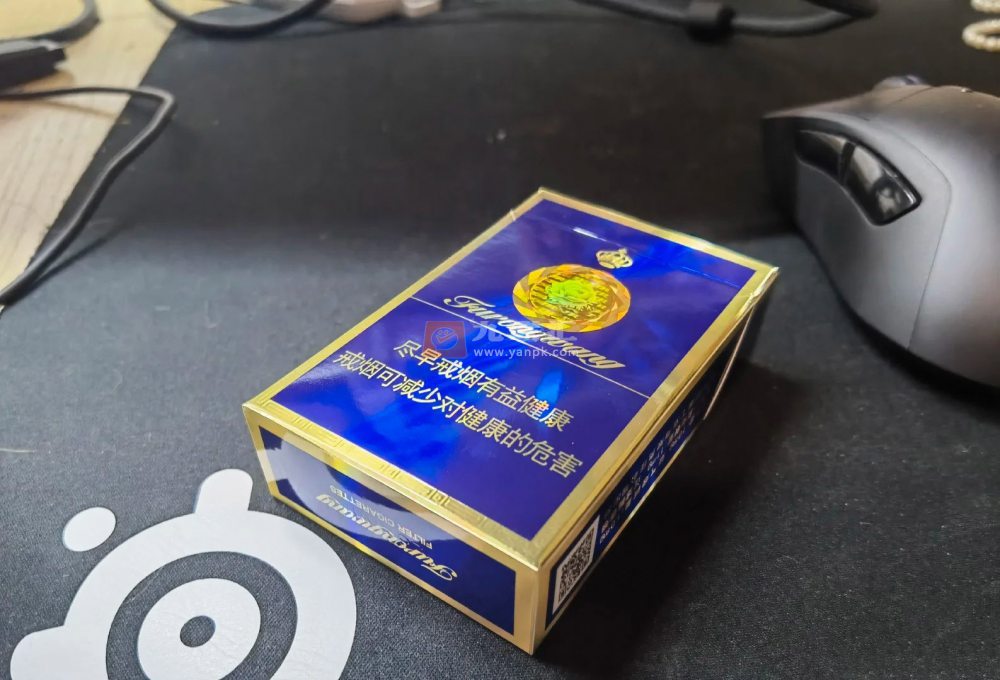 Furongwang
尽早戒烟有益健康
戒烟可减少对健康的危害
www.yanpk.com
Furongwang
FILTER CIGARETTES